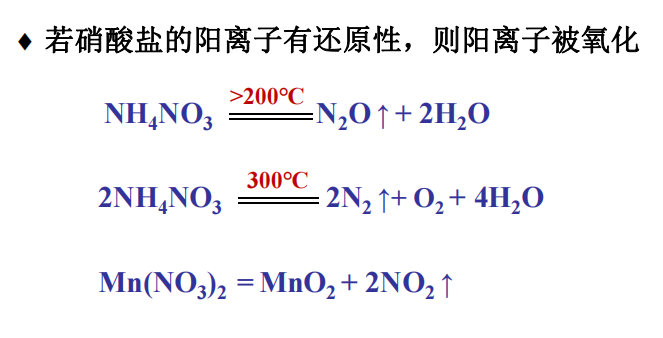 ♦ 若硝酸盐的阳离子有还原性，则阳离子被氧化
>200℃
NH₄NO₃ ═══ N₂O↑+ 2H₂O
300℃
2NH₄NO₃ ═══ 2N₂↑+ O₂+ 4H₂O
Mn(NO₃)₂ = MnO₂+ 2NO₂↑